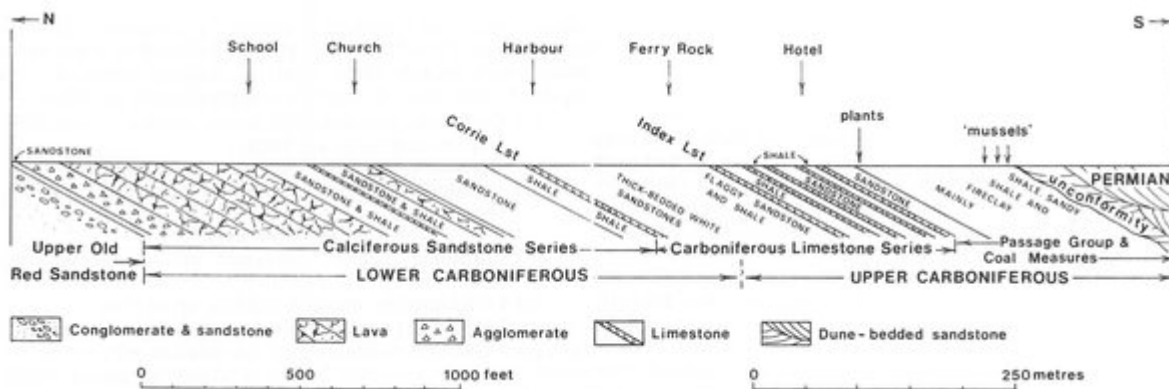 N
S
School
Church
Harbour
Ferry Rock
Hotel
plants
'mussels'
Corrie Lst
Index Lst
SANDSTONE
SHALE
SANDSTONE & SHALE
SANDSTONE & SHALE
SANDSTONE
SHALE
SHALE
THICK-BEDDED WHITE
SANDSTONES
FLAGGY SANDSTONE
AND SHALE
SHALE
SANDSTONE
SANDSTONE
SANDSTONE
MAINLY
FIRECLAY
SHALE AND
SHALE, SANDY
unconformity
PERMIAN
Upper Old
Red Sandstone
Calciferous Sandstone Series
Carboniferous Limestone Series
Passage Group &
Coal Measures
LOWER CARBONIFEROUS
UPPER CARBONIFEROUS
Conglomerate & sandstone
Lava
Agglomerate
Limestone
Dune-bedded sandstone
0 500 1000 feet
0 250 metres